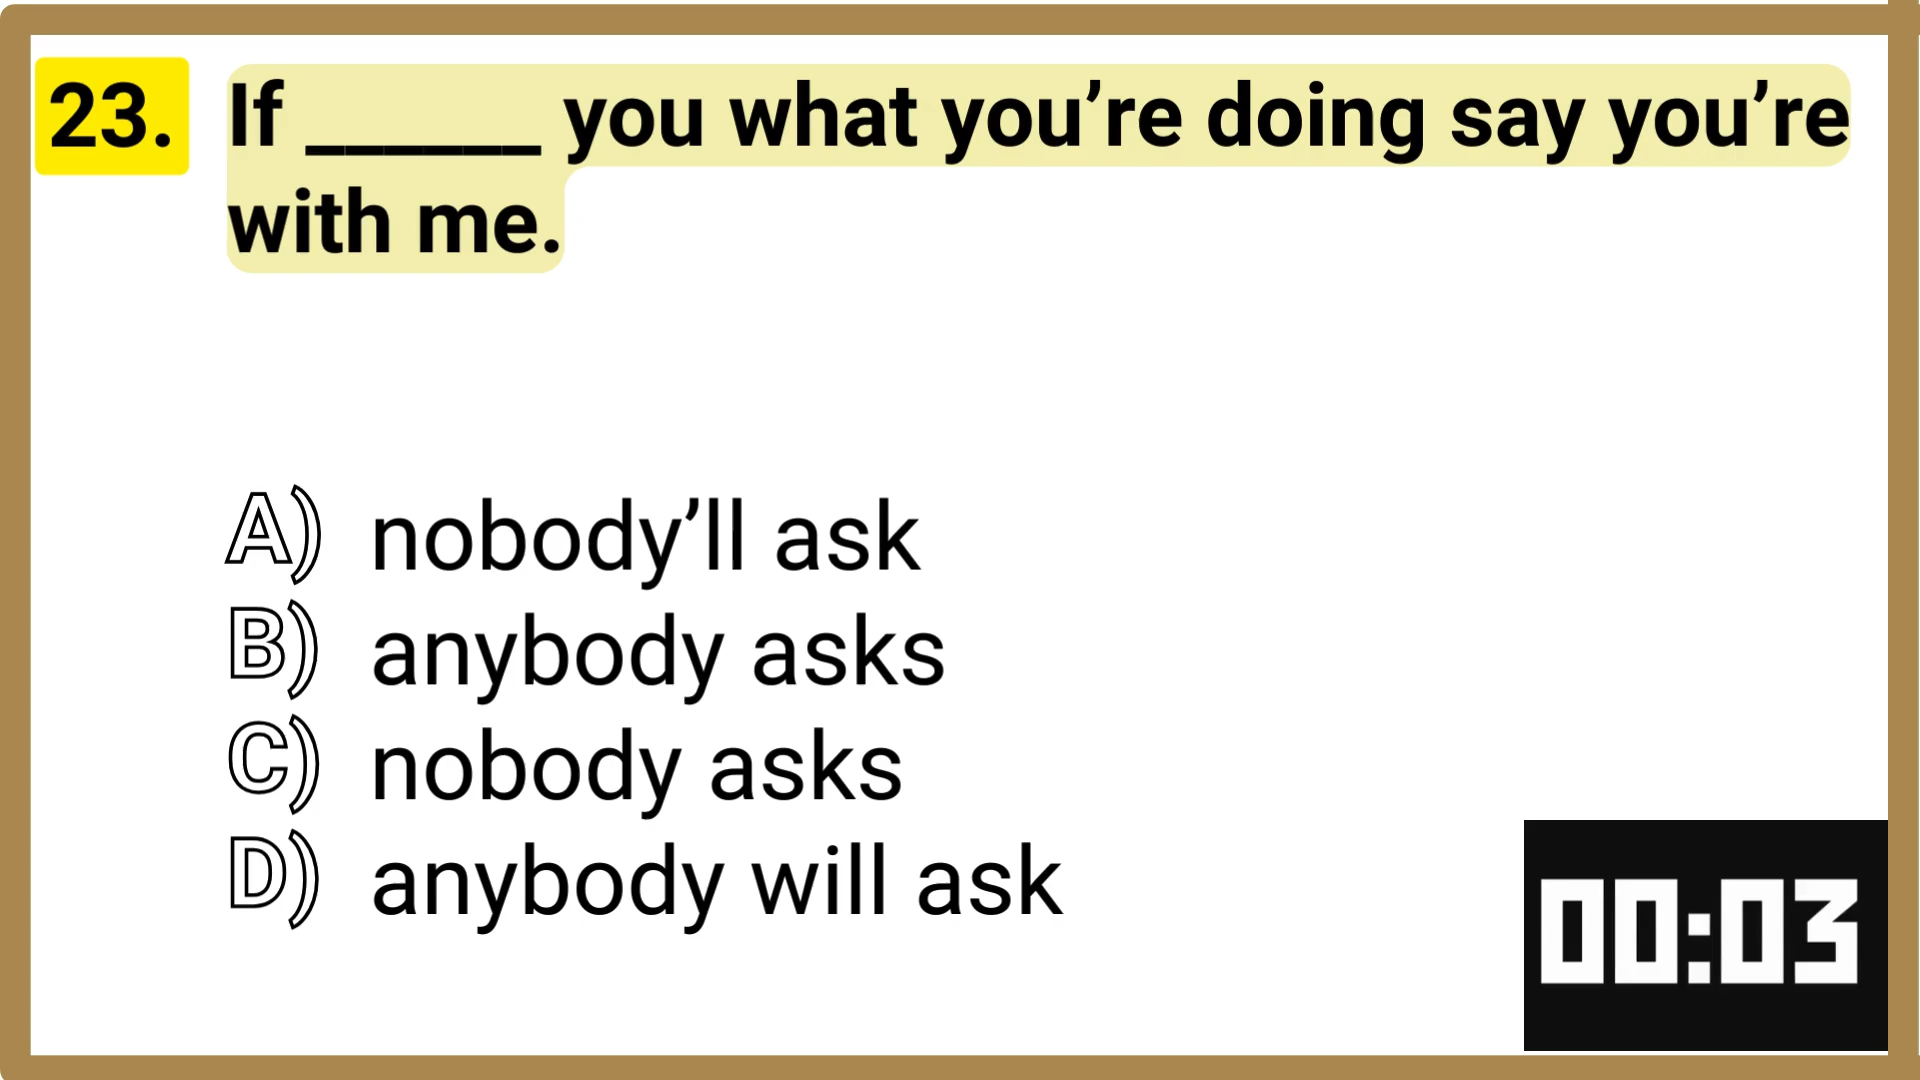 23. If ______ you what you’re doing say you’re
with me.
A) nobody’ll ask
B) anybody asks
C) nobody asks
D) anybody will ask
00:03